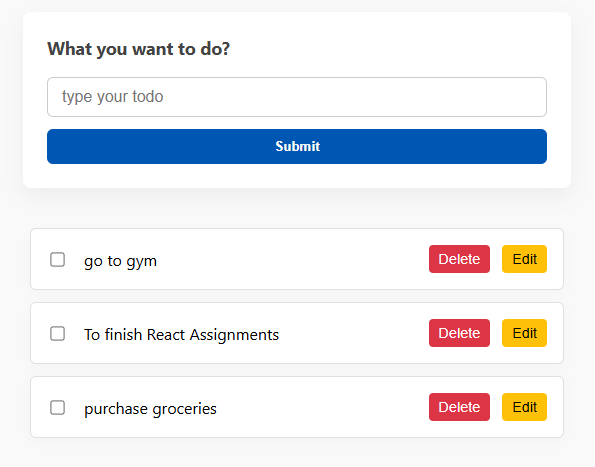 What you want to do?
type your todo
Submit
go to gym Delete Edit
To finish React Assignments Delete Edit
purchase groceries Delete Edit